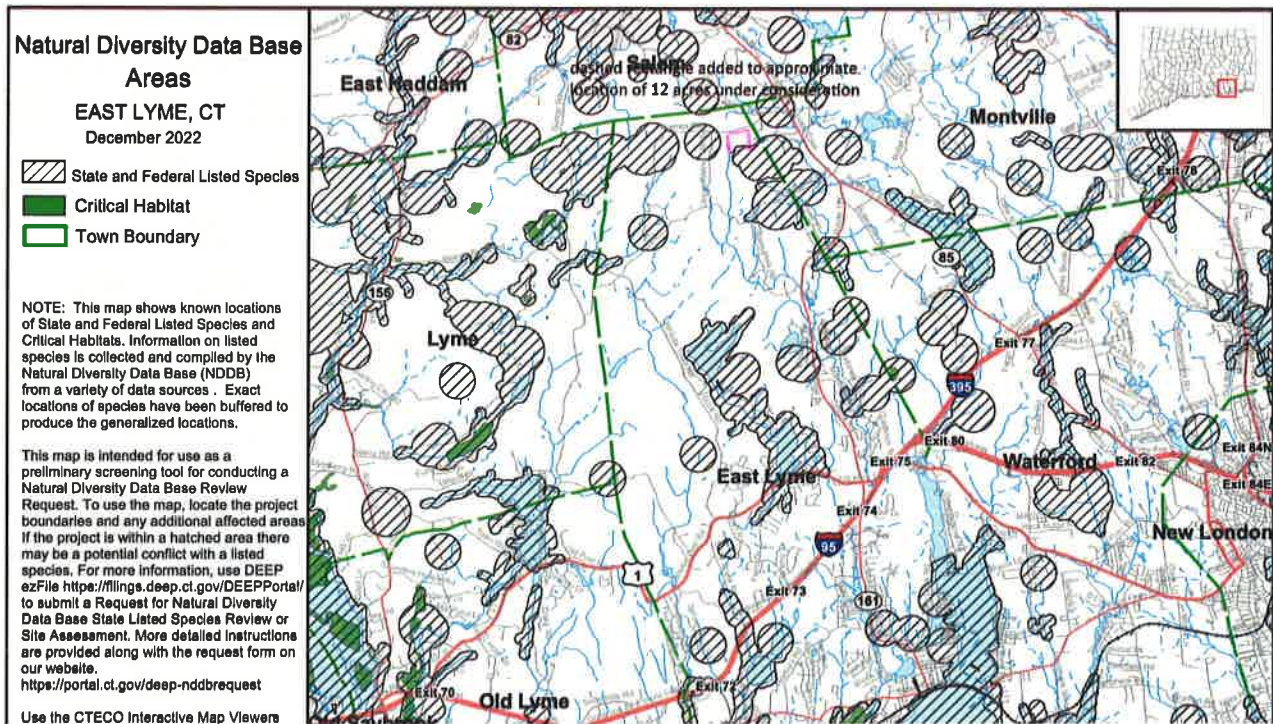 Natural Diversity Data Base
Areas
EAST LYME, CT
December 2022
State and Federal Listed Species
Critical Habitat
Town Boundary
NOTE: This map shows known locations
of State and Federal Listed Species and
Critical Habitats. Information on listed
species is collected and compiled by the
Natural Diversity Data Base (NDDB)
from a variety of data sources . Exact
locations of species have been buffered to
produce the generalized locations.
This map is intended for use as a
preliminary screening tool for conducting a
Natural Diversity Data Base Review
Request. To use the map, locate the project
boundaries and any additional affected areas
If the project is within a hatched area there
may be a potential conflict with a listed
species. For more information, use DEEP
ezFile https://filings.deep.ct.gov/DEEPPortal/
to submit a Request for Natural Diversity
Data Base State Listed Species Review or
Site Assessment. More detailed instructions
are provided along with the request form on
our website.
https://portal.ct.gov/deep-nddbrequest
Use the CTECO Interactive Map Viewers
82
Salem
dashed rectangle added to approximate.
location of 12 acres under consideration
East Haddam
Montville
Exit 78
85
156
Lyme
Exit 77
395
Exit 80
Exit 84N
Waterford
Exit 82
Exit 75
East Lyme
Exit 84E
Exit 74
New London
95
1
Exit 73
161
Exit 72
Exit 70
Old Lyme